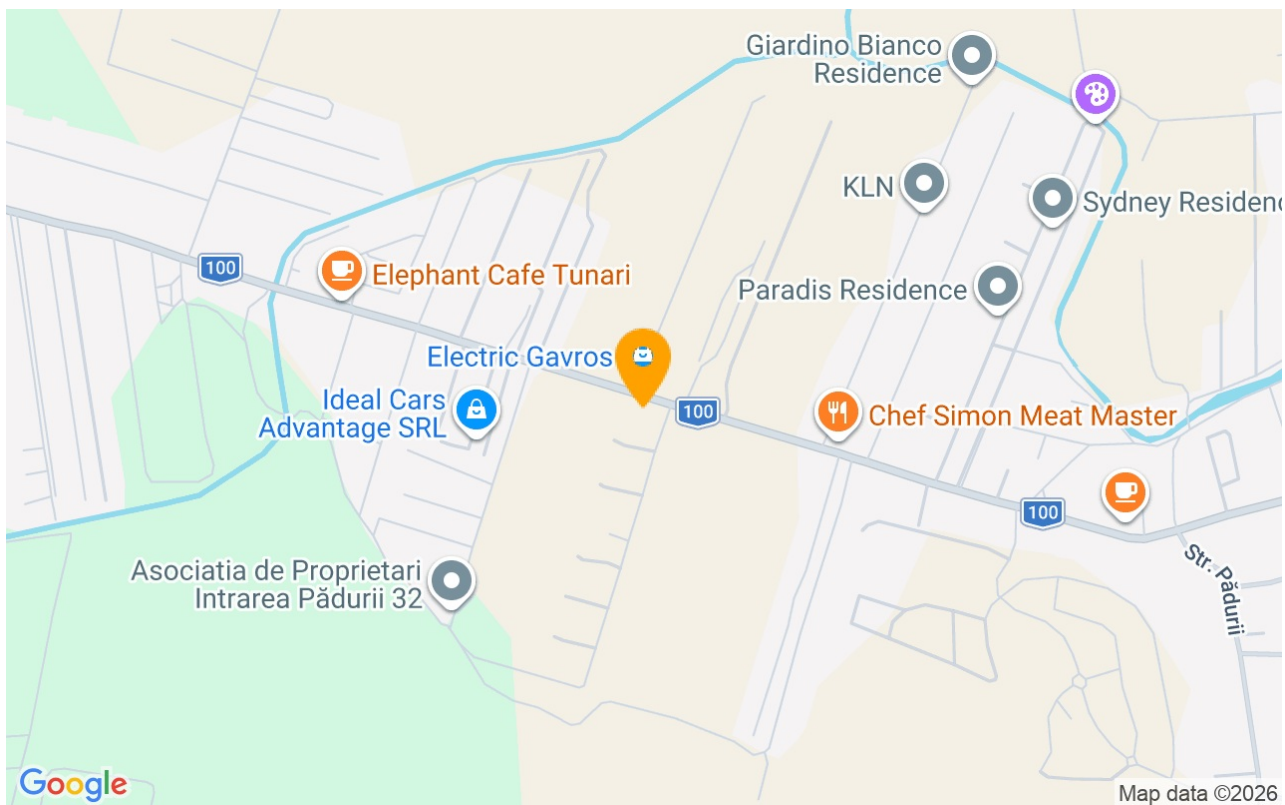 Giardino Bianco
Residence
KLN
Sydney Residenc
100
Elephant Cafe Tunari
Paradis Residence
Electric Gavros
Ideal Cars
Advantage SRL
100
Chef Simon Meat Master
100
Asociatia de Proprietari
Intrarea Pădurii 32
Str. Pădurii
Google
Map data ©2026